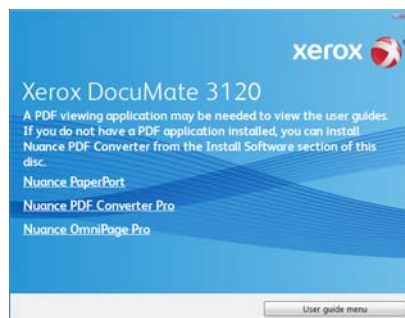 xerox
Xerox DocuMate 3120
A PDF viewing application may be needed to view the user guides.
If you do not have a PDF application installed, you can install
Nuance PDF Converter from the Install Software section of this
disc.
Nuance PaperPort
Nuance PDF Converter Pro
Nuance OmniPage Pro
User guide menu